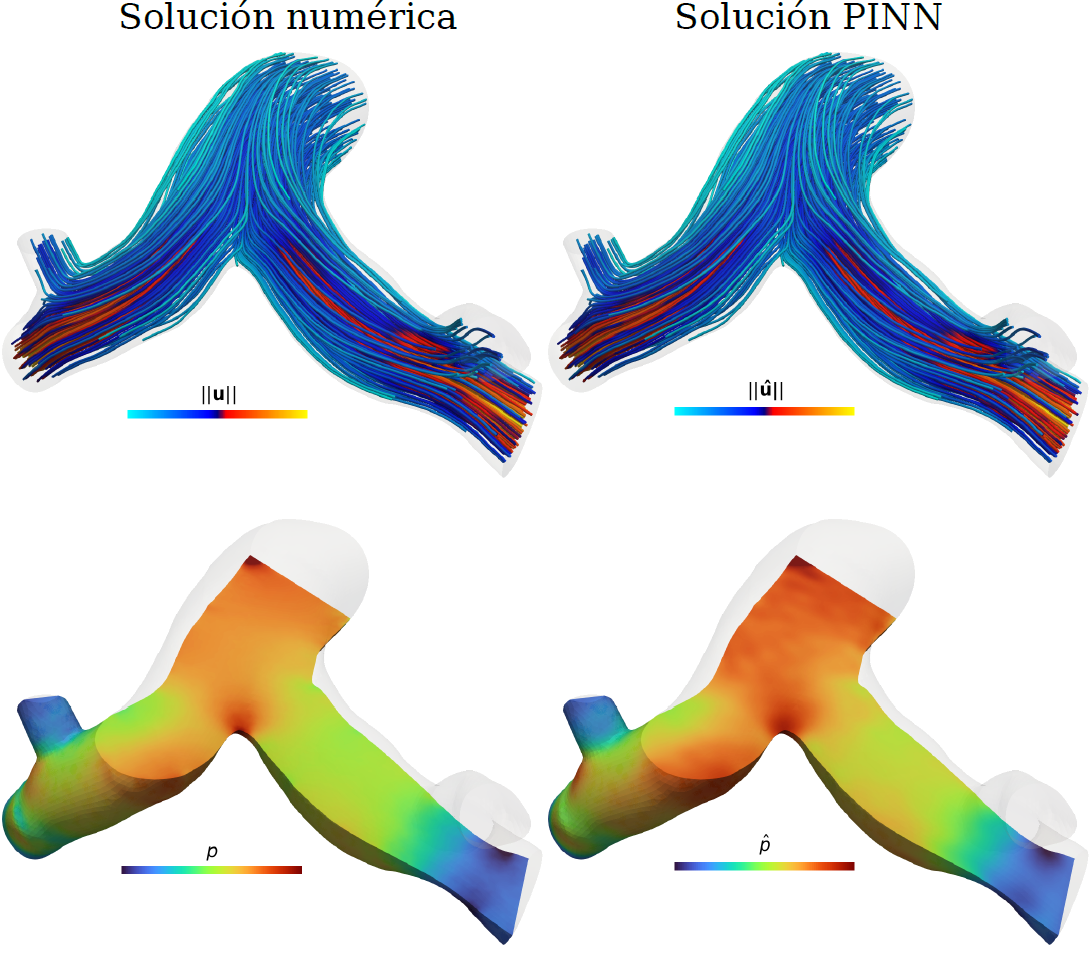 Solución numérica
Solución PINN
||u||
||û||
p
p̂